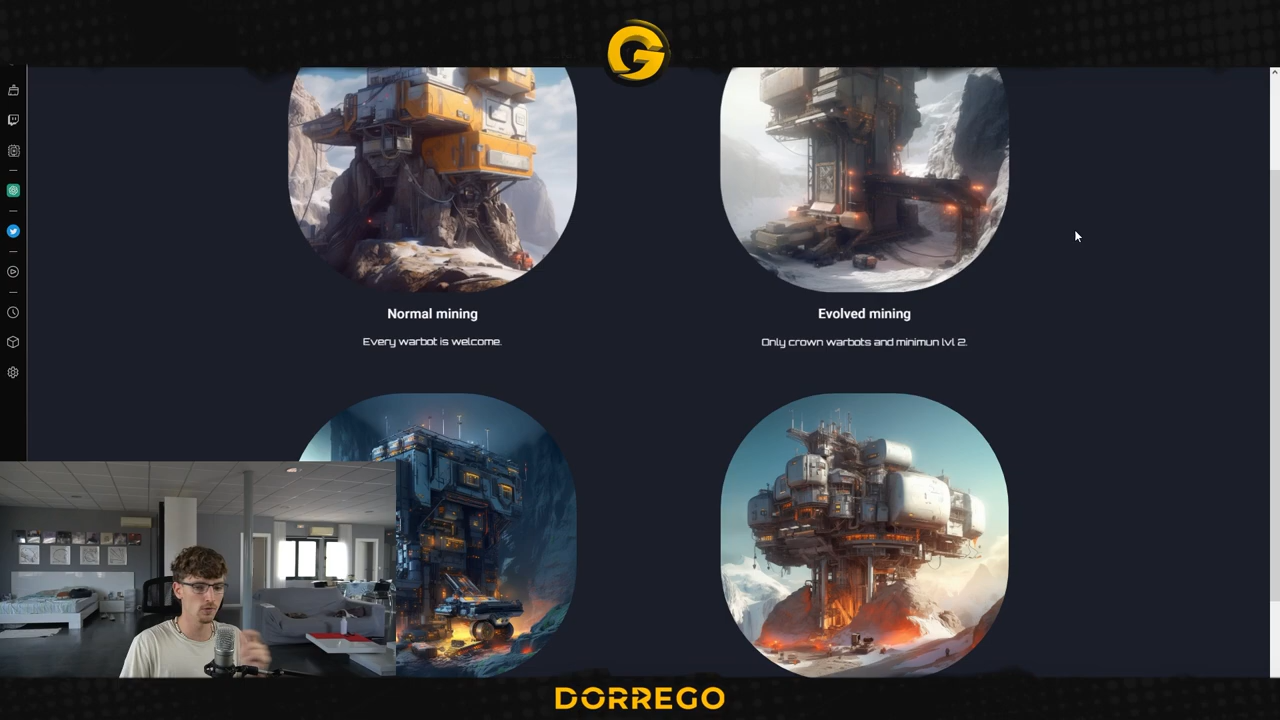 G
Normal mining
Evolved mining
Every warbot is welcome.
Only crown warbots and minimun lvl 2.
DORREGO